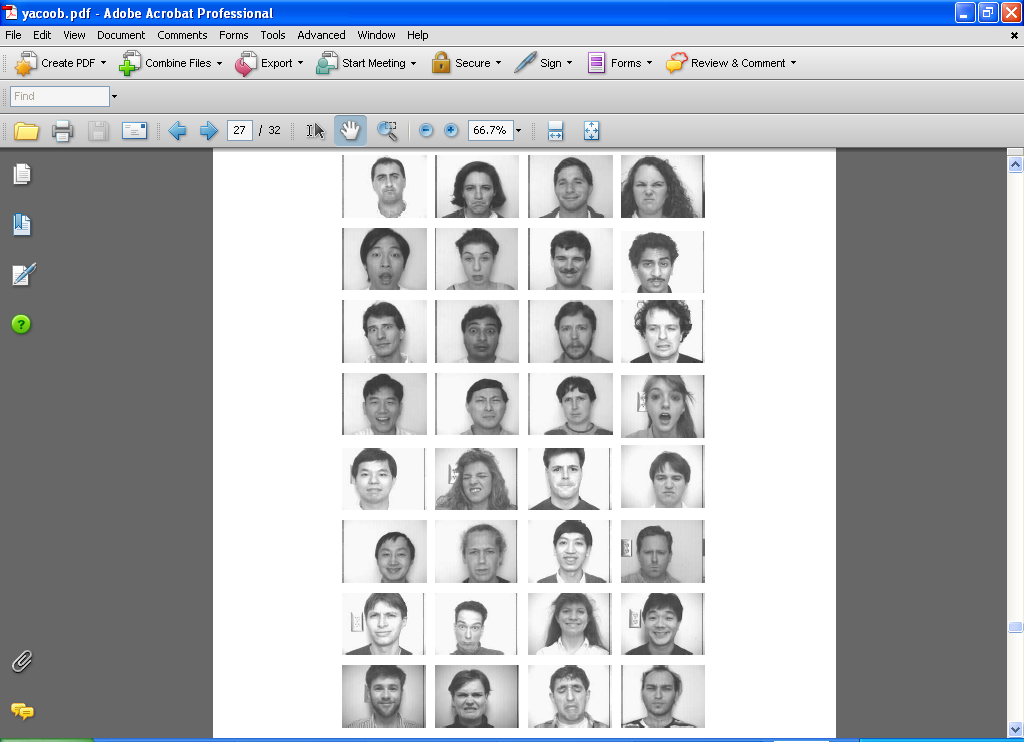 yacoob.pdf - Adobe Acrobat Professional
File Edit View Document Comments Forms Tools Advanced Window Help
Create PDF Combine Files Export Start Meeting Secure Sign Forms Review & Comment
Find
27 / 32 66.7%